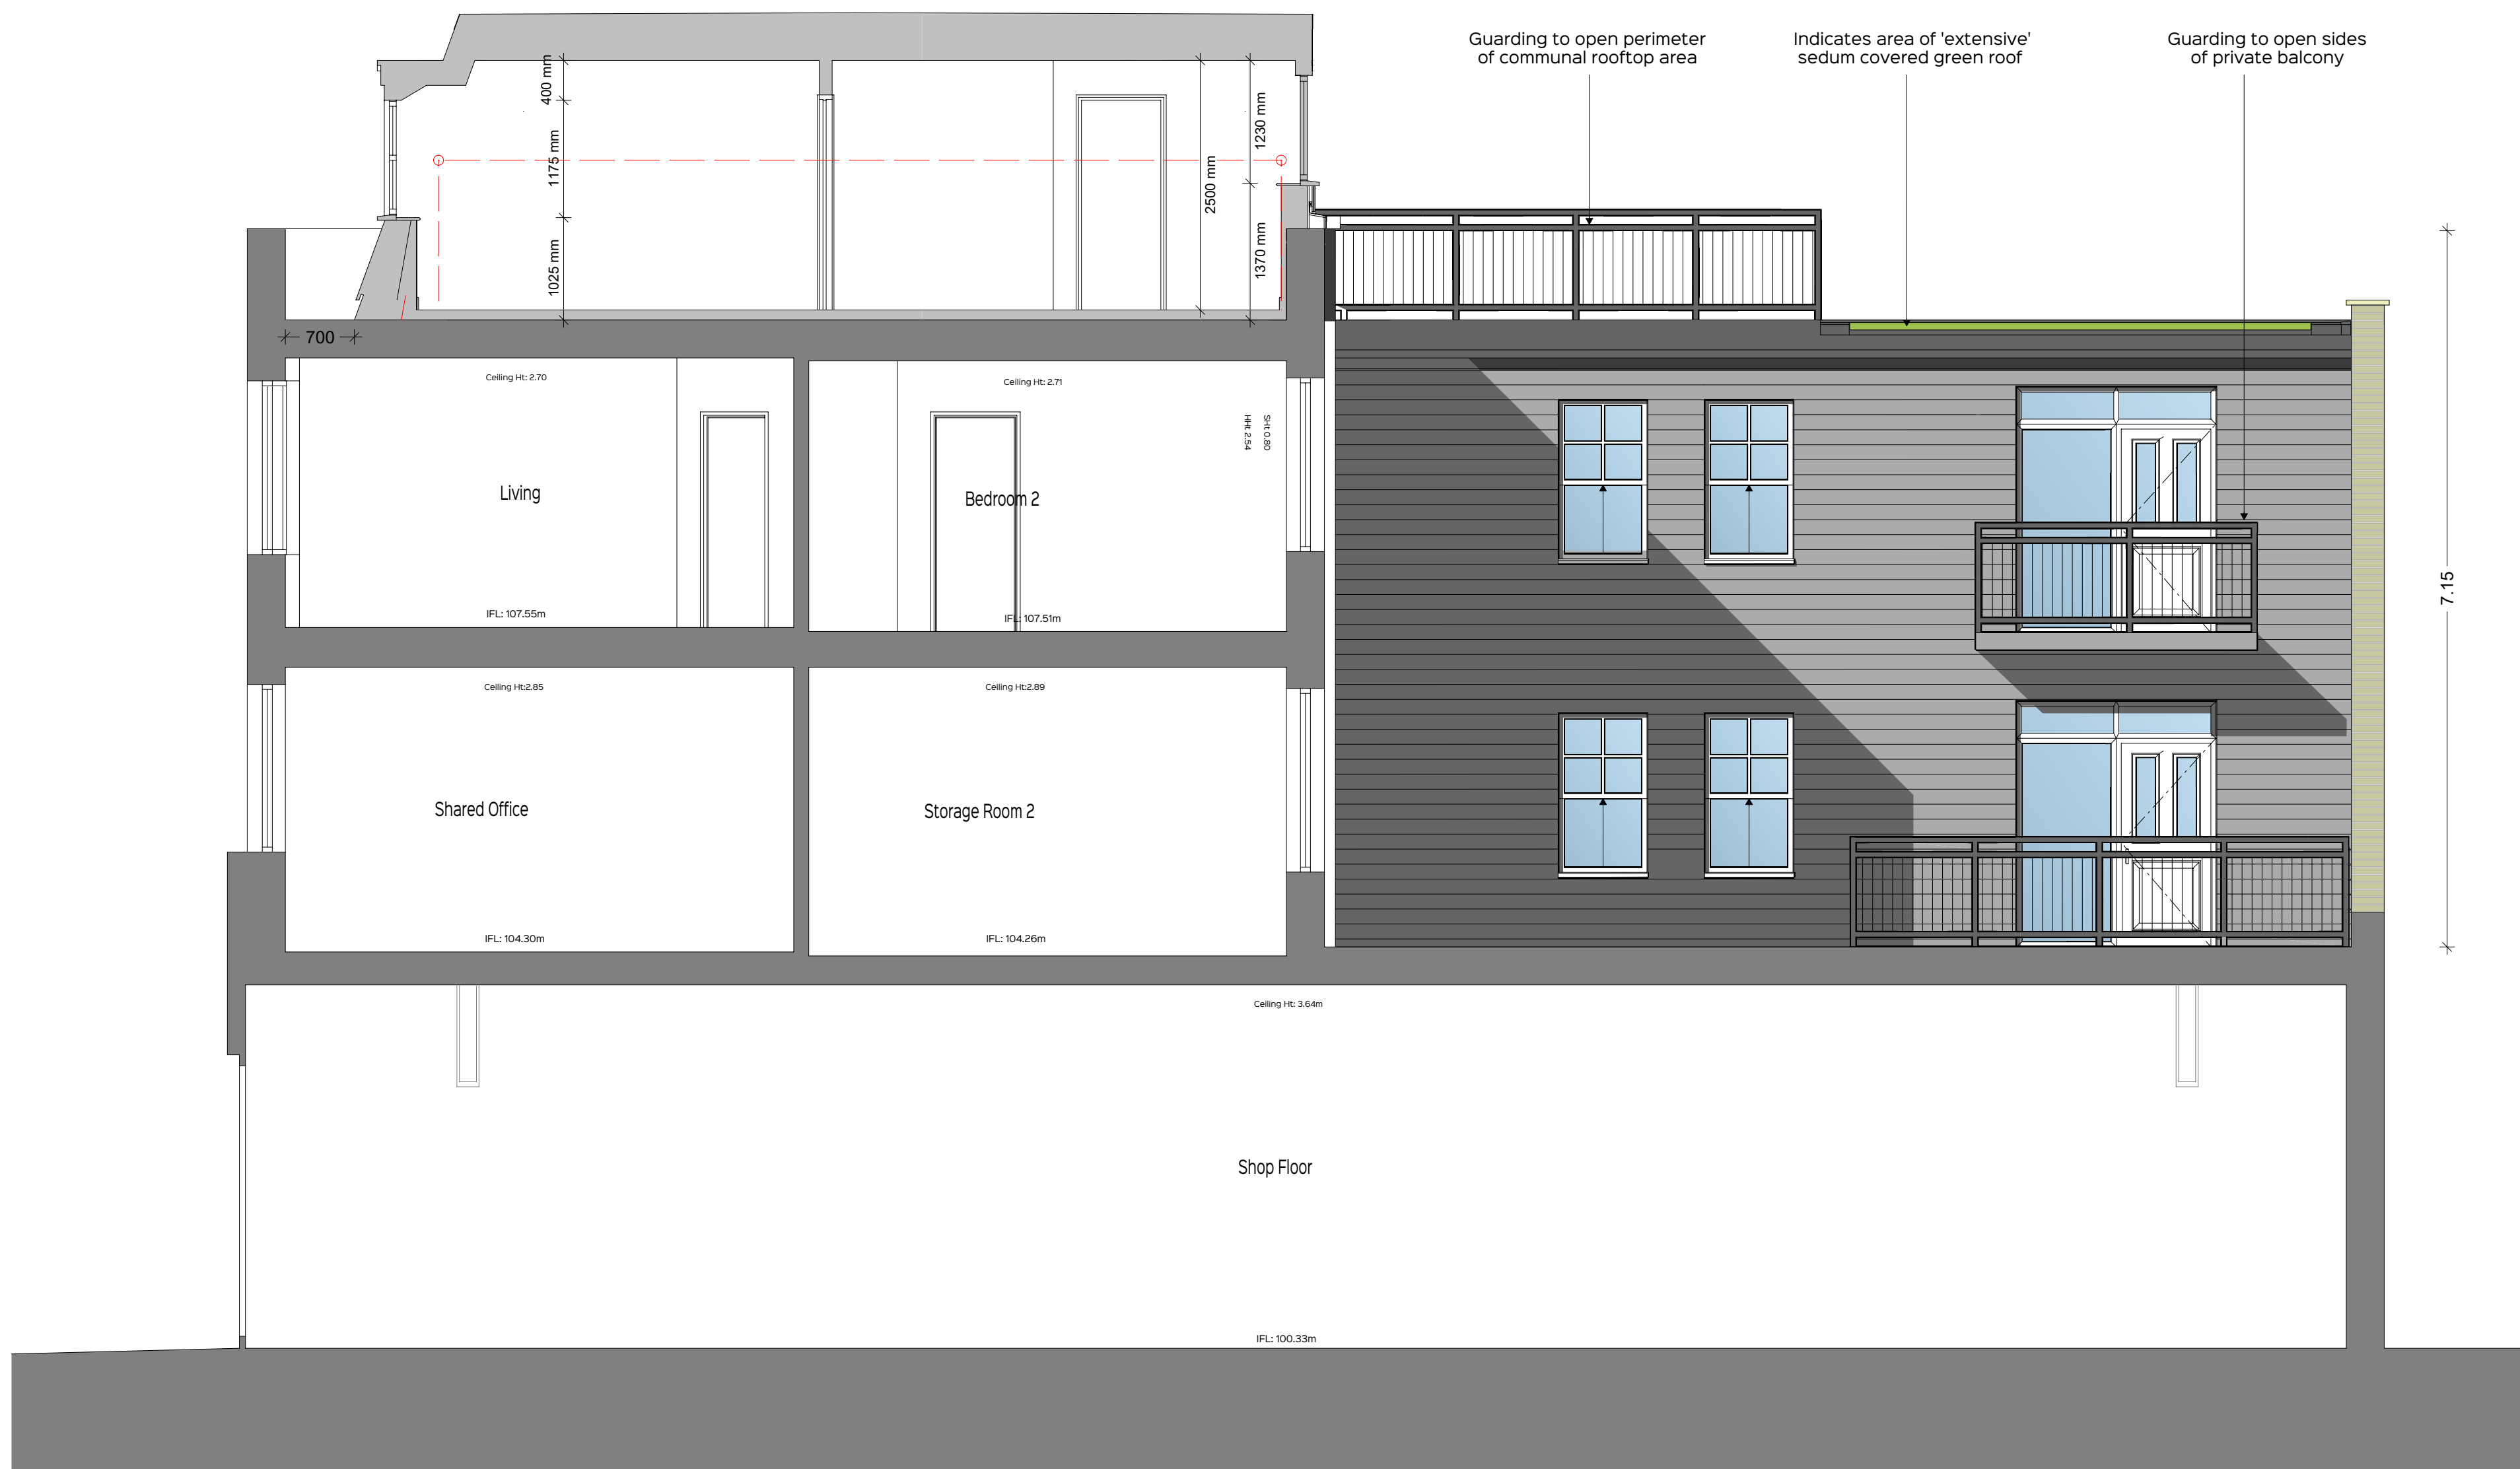 Guarding to open perimeter
of communal rooftop area
Indicates area of 'extensive'
sedum covered green roof
Guarding to open sides
of private balcony
400 mm
1175 mm
1025 mm
2500 mm
1230 mm
1370 mm
700
7.15
Ceiling Ht: 2.70
Living
IFL: 107.55m
Ceiling Ht: 2.71
SHt 0.80
HHt 2.54
Bedroom 2
IFL: 107.51m
Ceiling Ht:2.85
Shared Office
IFL: 104.30m
Ceiling Ht:2.89
Storage Room 2
IFL: 104.26m
Ceiling Ht: 3.64m
Shop Floor
IFL: 100.33m